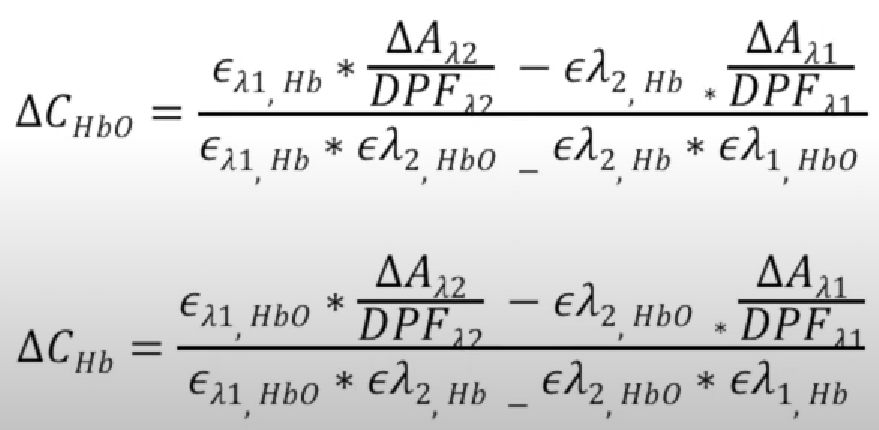 ΔC_HbO = (ϵ_λ1, Hb * ΔA_λ2/DPF_λ2 − ϵλ_2, Hb * ΔA_λ1/DPF_λ1) / (ϵ_λ1, Hb * ϵλ_2, HbO − ϵλ_2, Hb * ϵλ_1, HbO)
ΔC_Hb = (ϵ_λ1, HbO * ΔA_λ2/DPF_λ2 − ϵλ_2, HbO * ΔA_λ1/DPF_λ1) / (ϵ_λ1, HbO * ϵλ_2, Hb − ϵλ_2, HbO * ϵλ_1, Hb)